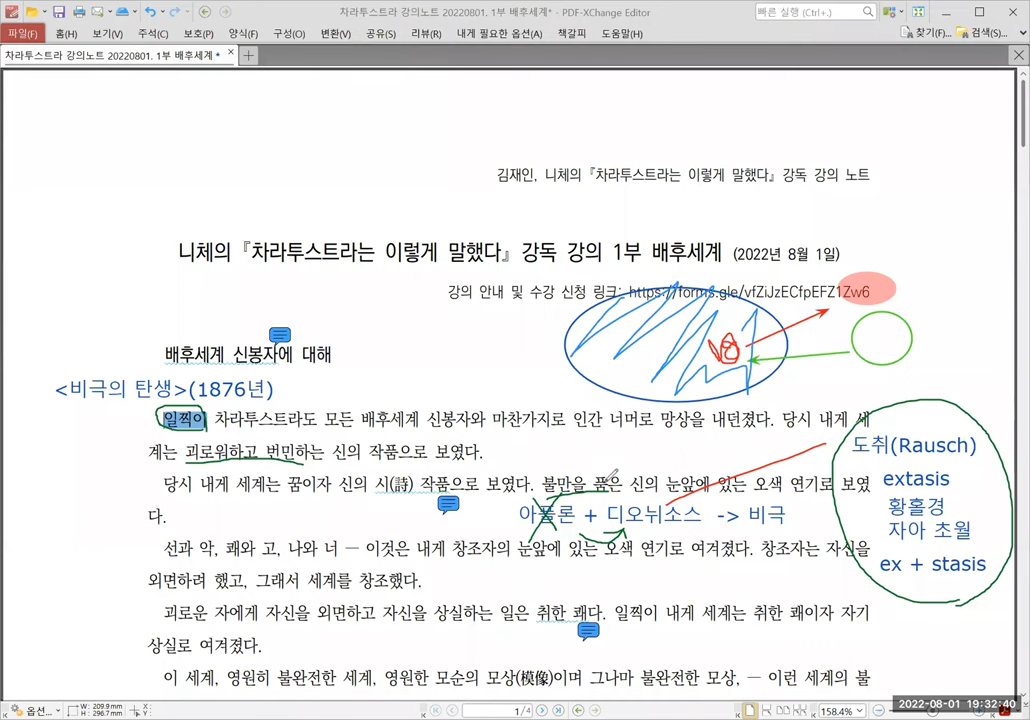 차라투스트라 강의노트 20220801. 1부 배후세계* - PDF-XChange Editor
빠른 실행 (Ctrl+.)
파일(F) 홈(H) 보기(V) 주석(C) 보호(P) 양식(F) 구성(O) 변환(V) 공유(S) 리뷰(R) 내게 필요한 옵션(A) 책갈피 도움말(H) 찾기(F)... 검색(S)...
차라투스트라 강의노트 20220801. 1부 배후세계 *
김재인, 니체의 『차라투스트라는 이렇게 말했다』 강독 강의 노트
니체의 『차라투스트라는 이렇게 말했다』 강독 강의 1부 배후세계 (2022년 8월 1일)
강의 안내 및 수강 신청 링크: https://forms.gle/vfZiJzECfpEFZ1Zw6
배후세계 신봉자에 대해
<비극의 탄생>(1876년)
일찍이 차라투스트라도 모든 배후세계 신봉자와 마찬가지로 인간 너머로 망상을 내던졌다. 당시 내게 세
계는 괴로워하고 번민하는 신의 작품으로 보였다.
당시 내게 세계는 꿈이자 신의 시(詩) 작품으로 보였다. 불만을 품은 신의 눈앞에 있는 오색 연기로 보였
다.
아폴론 + 디오뉘소스 -> 비극
선과 악, 쾌와 고, 나와 너 ─ 이것은 내게 창조자의 눈앞에 있는 오색 연기로 여겨졌다. 창조자는 자신을
외면하려 했고, 그래서 세계를 창조했다.
괴로운 자에게 자신을 외면하고 자신을 상실하는 일은 취한 쾌다. 일찍이 내게 세계는 취한 쾌이자 자기
상실로 여겨졌다.
이 세계, 영원히 불완전한 세계, 영원한 모순의 모상(模像)이며 그나마 불완전한 모상, ─ 이런 세계의 불
도취(Rausch)
extasis
황홀경
자아 초월
ex + stasis
옵션...
W: 209.9mm
H: 296.7mm
X:
Y:
1/4
158.4%
2022-08-01 19:32:40